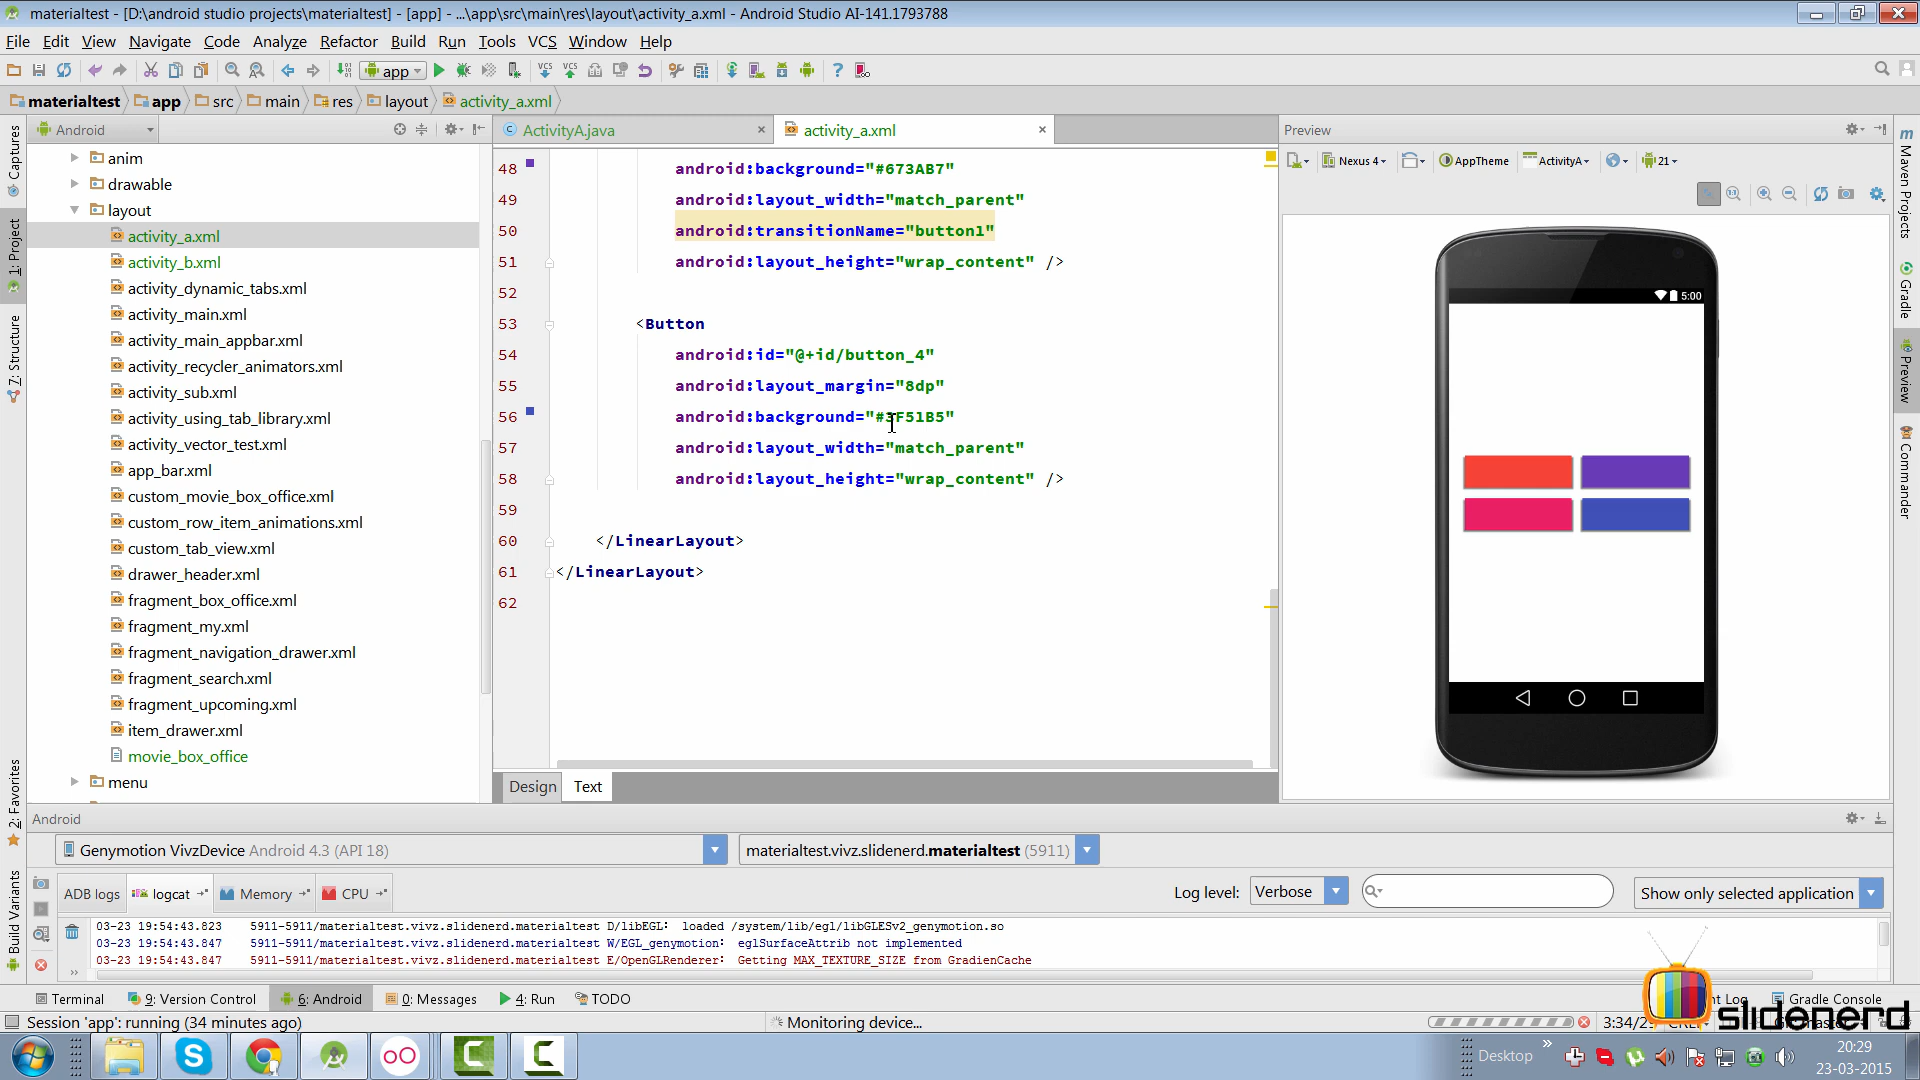 materialtest - [D:\android studio projects\materialtest] - [app] - ...\app\src\main\res\layout\activity_a.xml - Android Studio AI-141.1793788
File Edit View Navigate Code Analyze Refactor Build Run Tools VCS Window Help
app
materialtest app src main res layout activity_a.xml
Android
ActivityA.java
activity_a.xml
Preview
Nexus 4 AppTheme ActivityA 21
Captures
1: Project
7: Structure
2: Favorites
Build Variants
anim
drawable
layout
activity_a.xml
activity_b.xml
activity_dynamic_tabs.xml
activity_main.xml
activity_main_appbar.xml
activity_recycler_animators.xml
activity_sub.xml
activity_using_tab_library.xml
activity_vector_test.xml
app_bar.xml
custom_movie_box_office.xml
custom_row_item_animations.xml
custom_tab_view.xml
drawer_header.xml
fragment_box_office.xml
fragment_my.xml
fragment_navigation_drawer.xml
fragment_search.xml
fragment_upcoming.xml
item_drawer.xml
movie_box_office
menu
48 android:background="#673AB7"
49 android:layout_width="match_parent"
50 android:transitionName="button1"
51 android:layout_height="wrap_content" />
52
53 <Button
54 android:id="@+id/button_4"
55 android:layout_margin="8dp"
56 android:background="#3F51B5"
57 android:layout_width="match_parent"
58 android:layout_height="wrap_content" />
59
60 </LinearLayout>
61 </LinearLayout>
62
Design Text
5:00
Maven Projects
Gradle
Preview
Commander
Android
Genymotion VivzDevice Android 4.3 (API 18)
materialtest.vivz.slidenerd.materialtest (5911)
ADB logs logcat Memory CPU
Log level: Verbose
Show only selected application
03-23 19:54:43.823 5911-5911/materialtest.vivz.slidenerd.materialtest D/libEGL: loaded /system/lib/egl/libGLESv2_genymotion.so
03-23 19:54:43.847 5911-5911/materialtest.vivz.slidenerd.materialtest W/EGL_genymotion: eglSurfaceAttrib not implemented
03-23 19:54:43.847 5911-5911/materialtest.vivz.slidenerd.materialtest E/OpenGLRenderer: Getting MAX_TEXTURE_SIZE from GradienCache
Terminal 9: Version Control 6: Android 0: Messages 4: Run TODO Log Gradle Console
Session 'app': running (34 minutes ago)
Monitoring device...
slidenerd
Desktop
20:29
23-03-2015